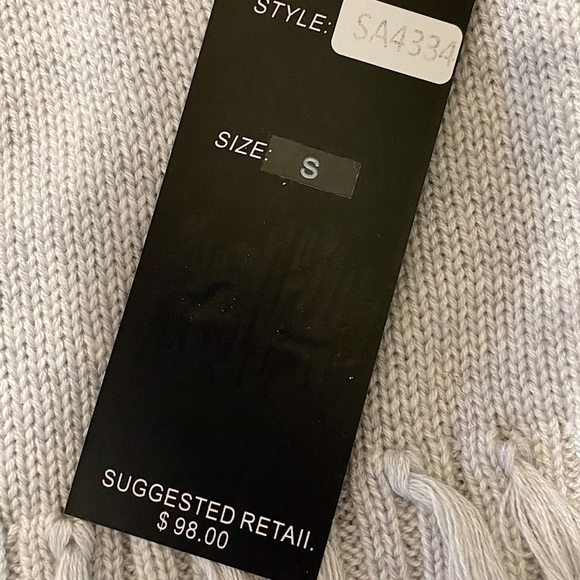 STYLE: SA4334
SIZE: S
SUGGESTED RETAIL.
$ 98.00